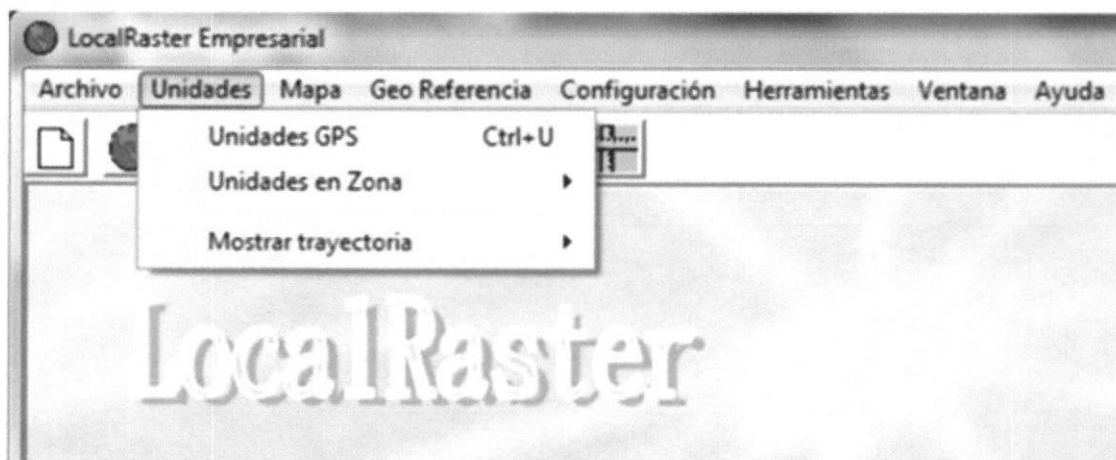 LocalRaster Empresarial
Archivo Unidades Mapa Geo Referencia Configuración Herramientas Ventana Ayuda
Unidades GPS Ctrl+U
Unidades en Zona
Mostrar trayectoria
LocalRaster